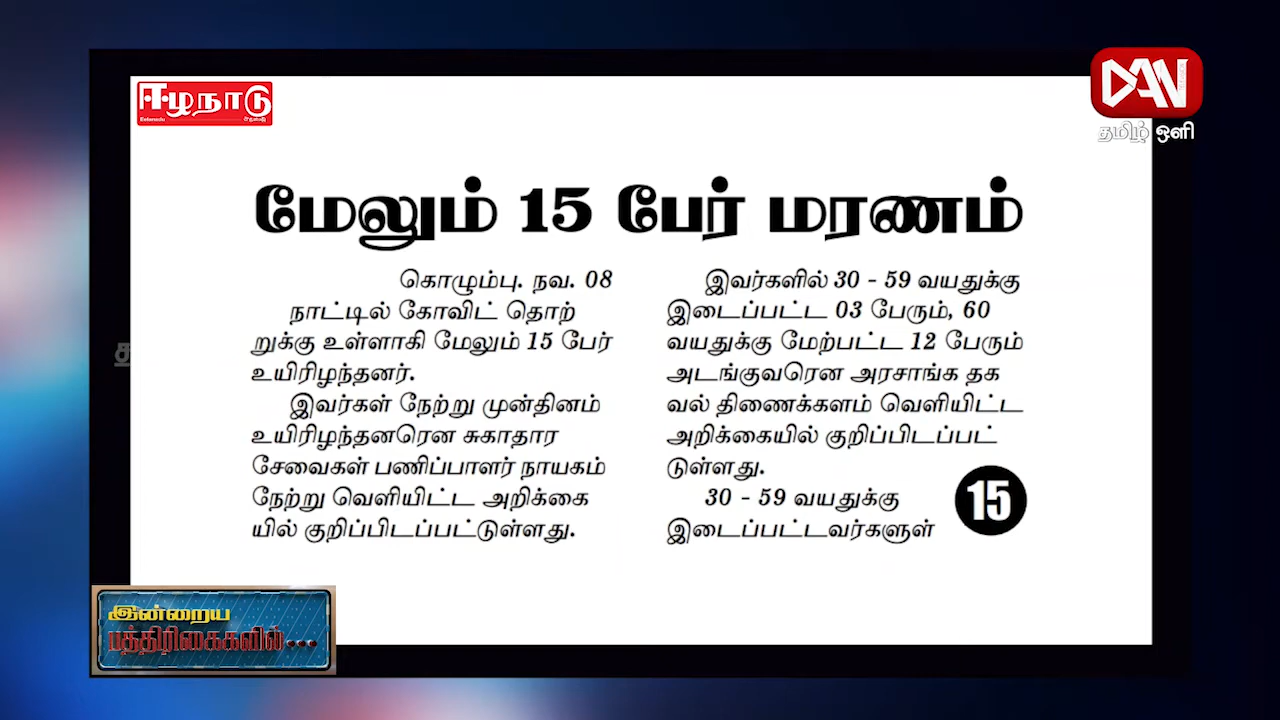 ஈழநாடு
DAN
தமிழ் ஒளி
மேலும் 15 பேர் மரணம்
கொழும்பு. நவ. 08
நாட்டில் கோவிட் தொற்
றுக்கு உள்ளாகி மேலும் 15 பேர்
உயிரிழந்தனர்.
இவர்கள் நேற்று முன்தினம்
உயிரிழந்தனரென சுகாதார
சேவைகள் பணிப்பாளர் நாயகம்
நேற்று வெளியிட்ட அறிக்கை
யில் குறிப்பிடப்பட்டுள்ளது.
இவர்களில் 30 - 59 வயதுக்கு
இடைப்பட்ட 03 பேரும், 60
வயதுக்கு மேற்பட்ட 12 பேரும்
அடங்குவரென அரசாங்க தக
வல் திணைக்களம் வெளியிட்ட
அறிக்கையில் குறிப்பிடப்பட்
டுள்ளது.
30 - 59 வயதுக்கு
இடைப்பட்டவர்களுள்
15
இன்றைய
பத்திரிகைகளில்...